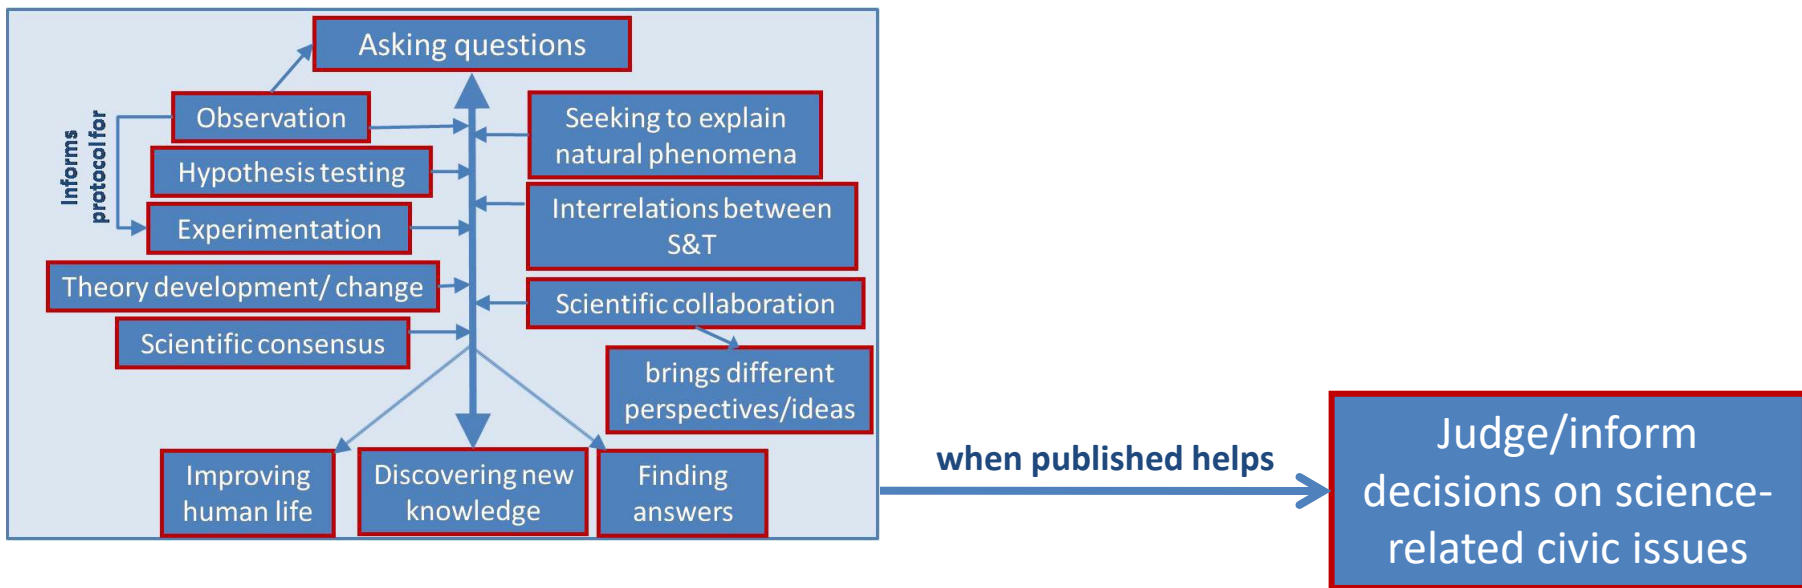 Asking questions
Observation
Informs
protocol for
Hypothesis testing
Experimentation
Theory development/ change
Scientific consensus
Seeking to explain
natural phenomena
Interrelations between
S&T
Scientific collaboration
brings different
perspectives/ideas
Improving
human life
Discovering new
knowledge
Finding
answers
when published helps
Judge/inform
decisions on science-
related civic issues